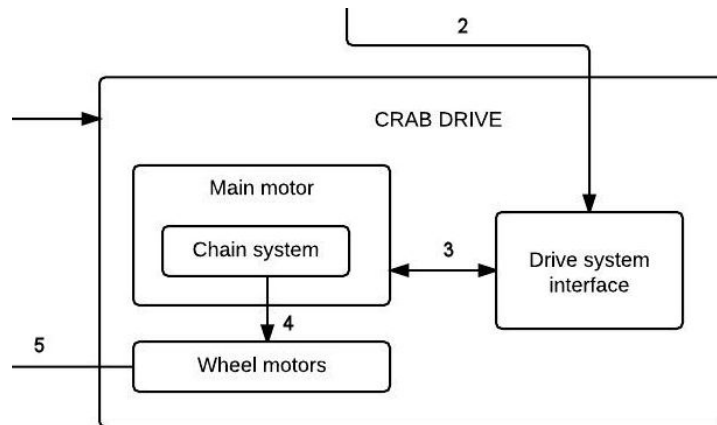 2
CRAB DRIVE
Main motor
Chain system
3
Drive system
interface
4
5
Wheel motors